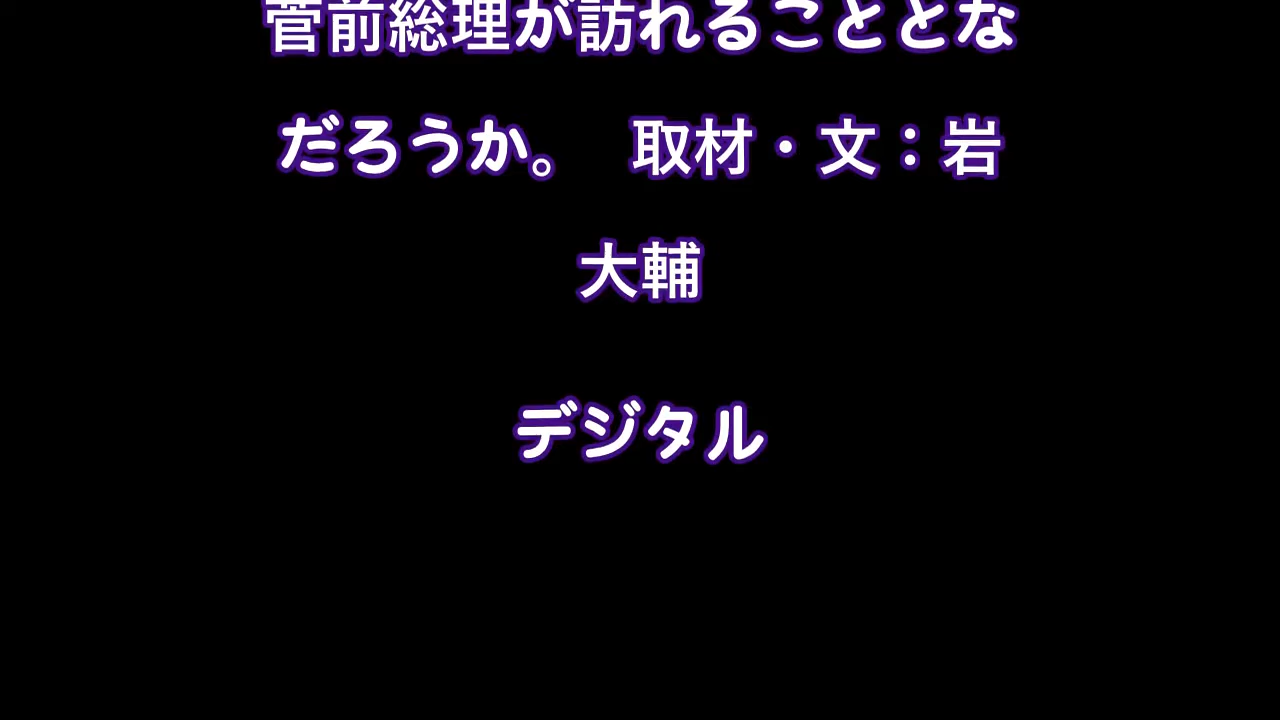 菅前総理が訪れることとな
だろうか。　取材・文：岩
大輔
デジタル